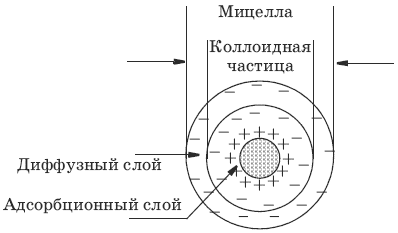 Мицелла
Коллоидная
частица
Диффузный слой
Адсорбционный слой